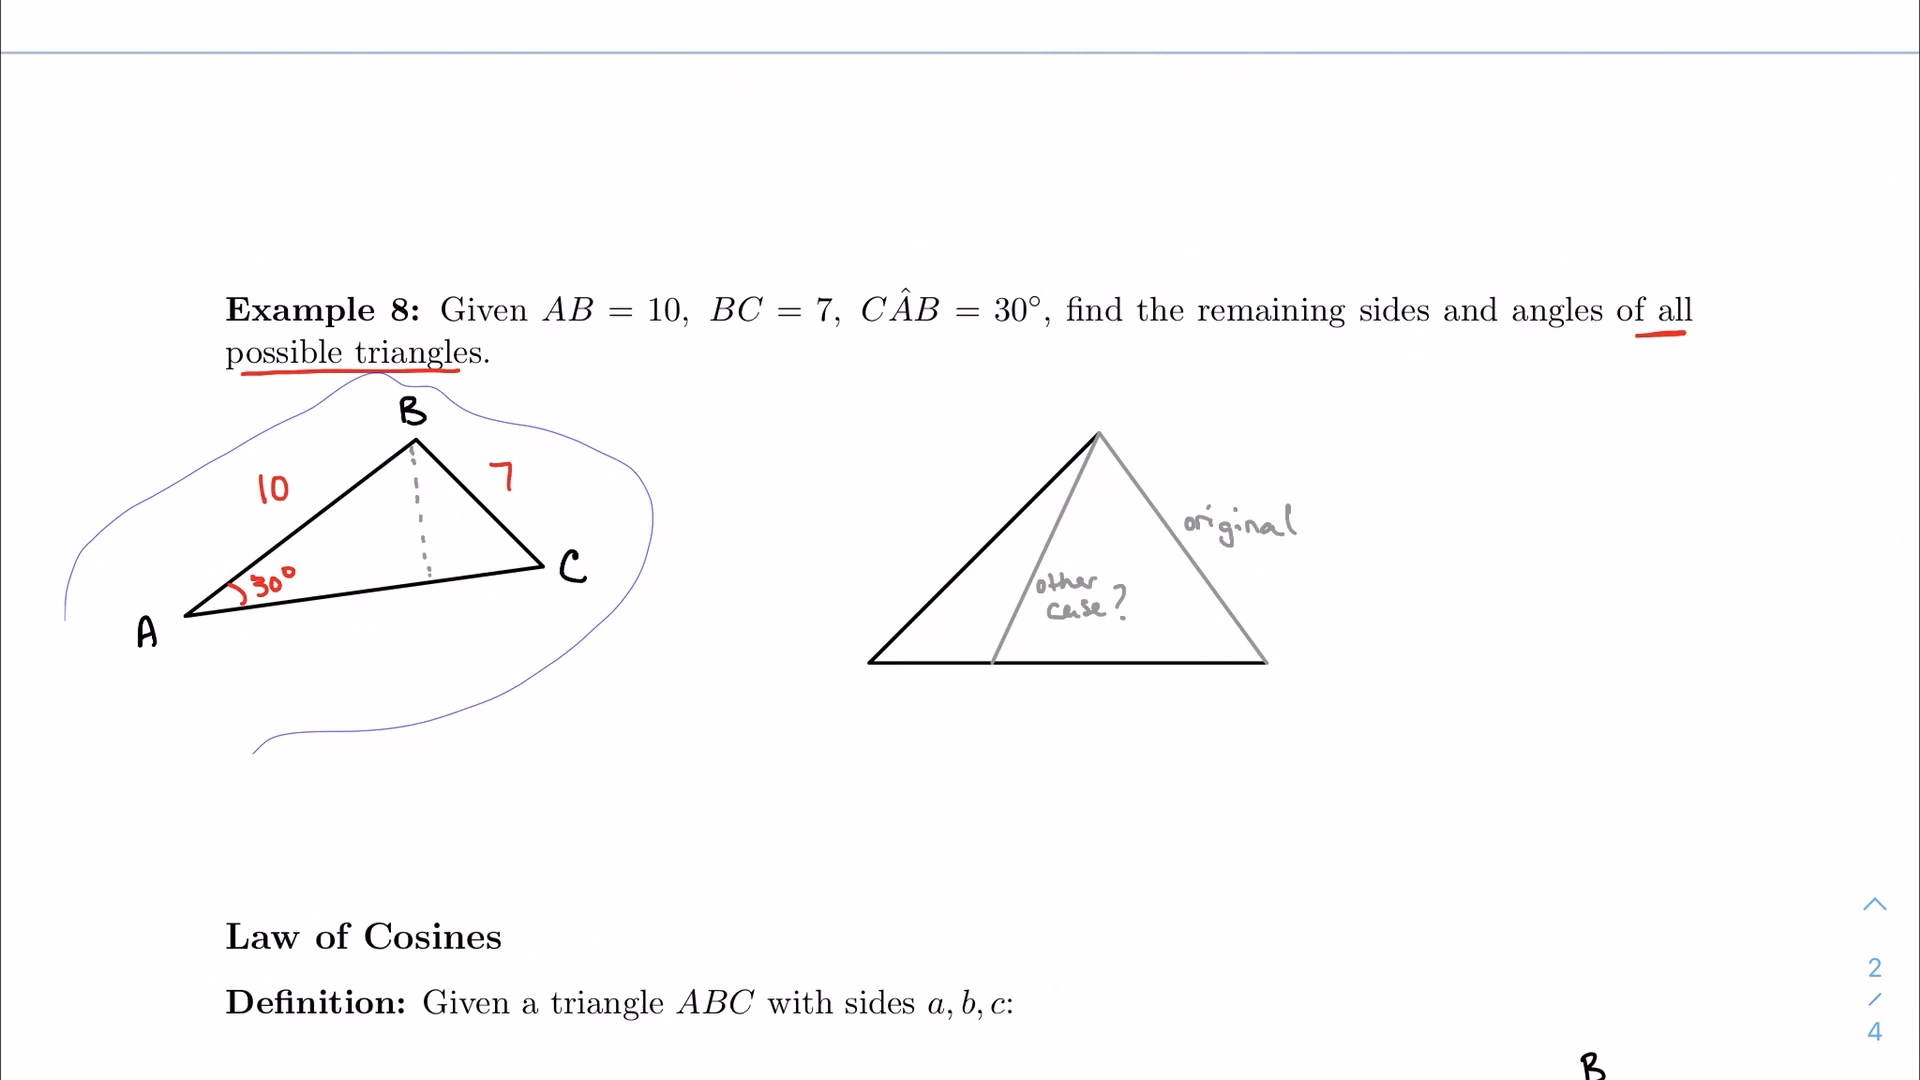 Example 8: Given AB = 10, BC = 7, CÂB = 30°, find the remaining sides and angles of all
possible triangles.
B
10
7
30°
C
A
original
other
case?
Law of Cosines
Definition: Given a triangle ABC with sides a, b, c:
B
2
/
4